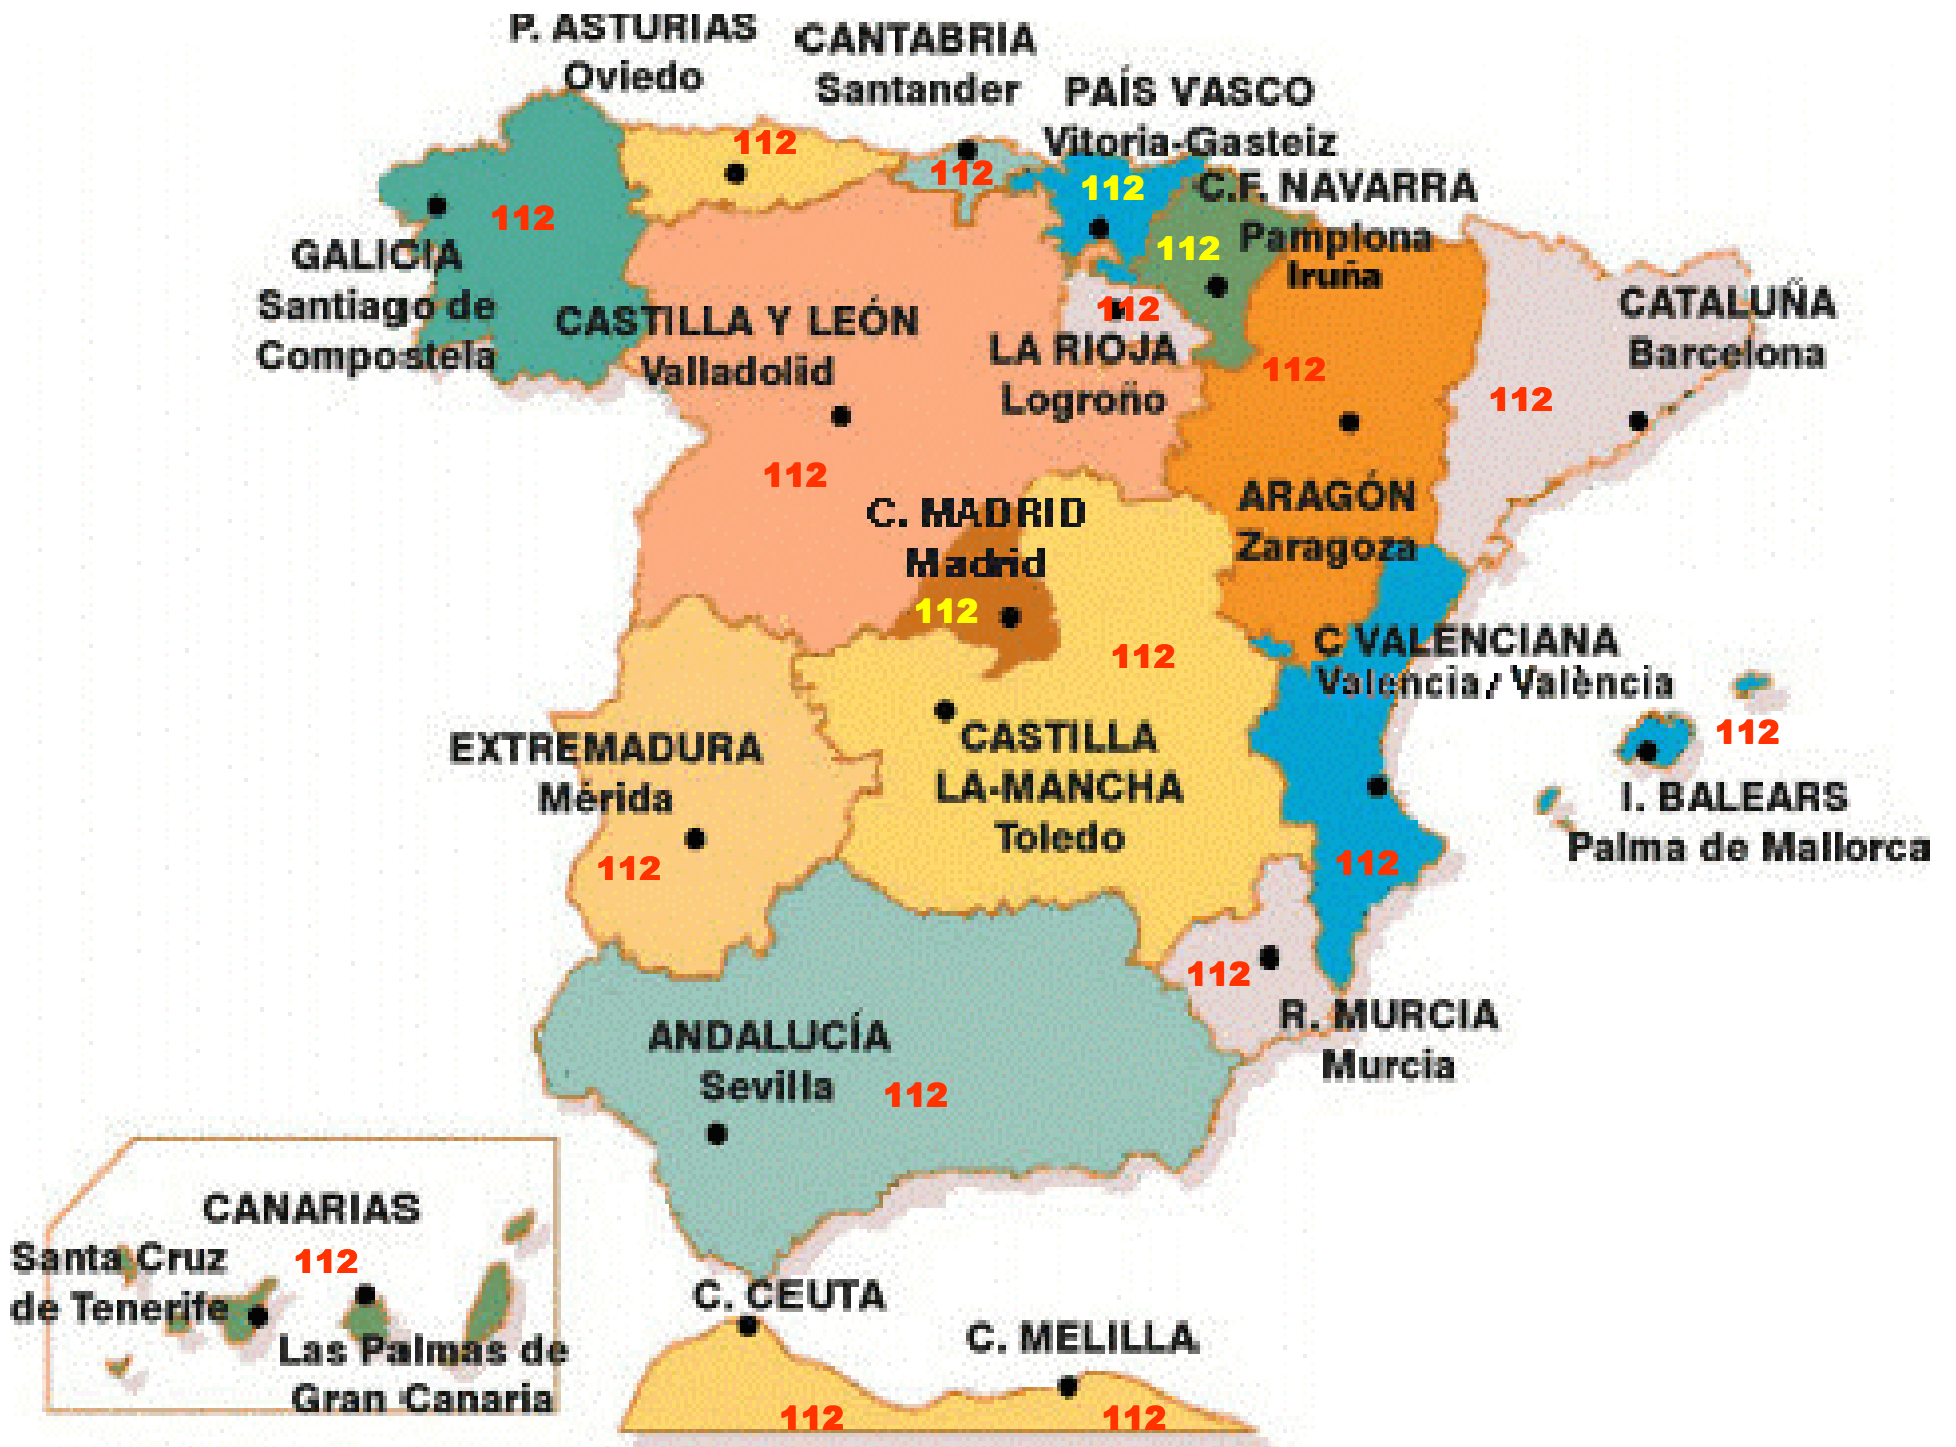 P. ASTURIAS
Oviedo
CANTABRIA
Santander
PAÍS VASCO
Vitoria-Gasteiz
112
112
112
C.F. NAVARRA
Pamplona
Iruña
112
112
GALICIA
Santiago de
Compostela
CASTILLA Y LEÓN
Valladolid
112
112
LA RIOJA
Logroño
112
ARAGÓN
Zaragoza
CATALUÑA
Barcelona
112
C. MADRID
Madrid
112
112
CASTILLA
LA-MANCHA
Toledo
C VALENCIANA
Valencia/València
112
112
I. BALEARS
Palma de Mallorca
EXTREMADURA
Mérida
112
112
R. MURCIA
Murcia
ANDALUCÍA
Sevilla
112
CANARIAS
112
Santa Cruz
de Tenerife
Las Palmas de
Gran Canaria
C. CEUTA
112
C. MELILLA
112